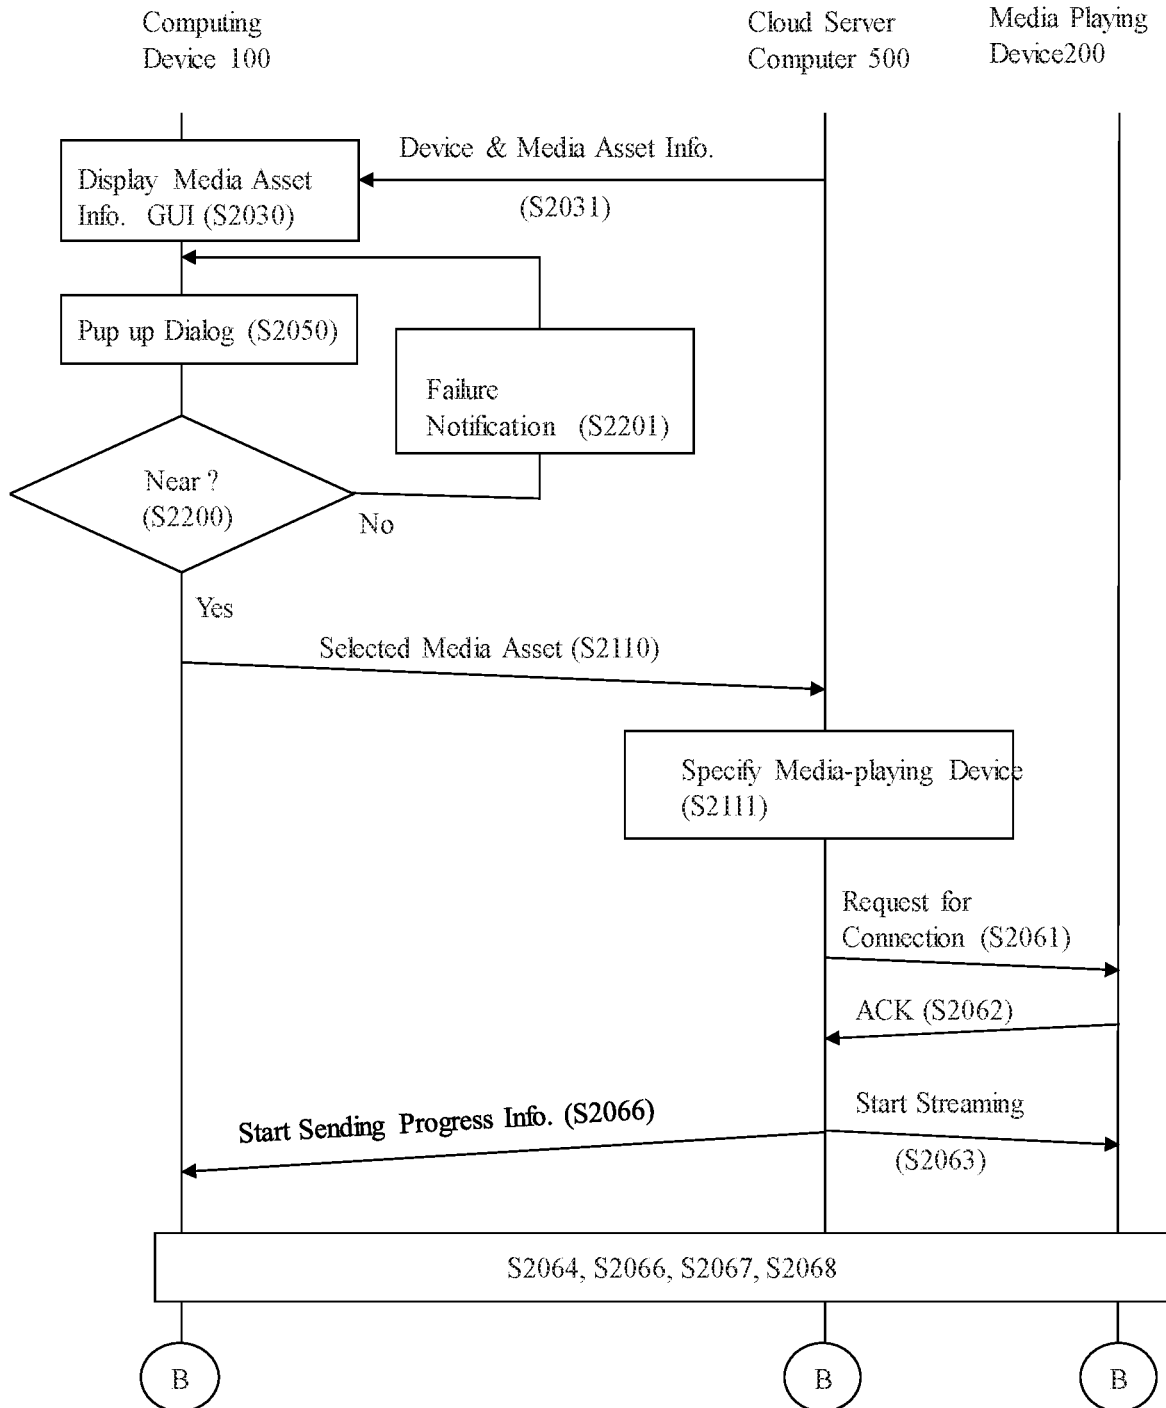 Computing
Device 100
Cloud Server
Computer 500
Media Playing
Device200
Device & Media Asset Info.
(S2031)
Display Media Asset
Info. GUI (S2030)
Pup up Dialog (S2050)
Failure
Notification (S2201)
Near ?
(S2200)
No
Yes
Selected Media Asset (S2110)
Specify Media-playing Device
(S2111)
Request for
Connection (S2061)
ACK (S2062)
Start Sending Progress Info. (S2066)
Start Streaming
(S2063)
S2064, S2066, S2067, S2068
B
B
B